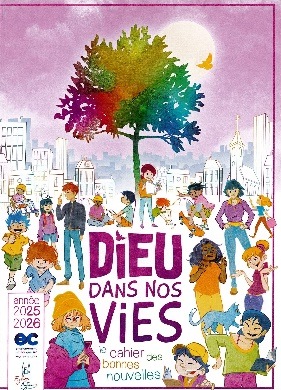 DIEU
DANS NOS
VIES
le cahier des
bonnes
nouvelles
année
2025
2026
ec